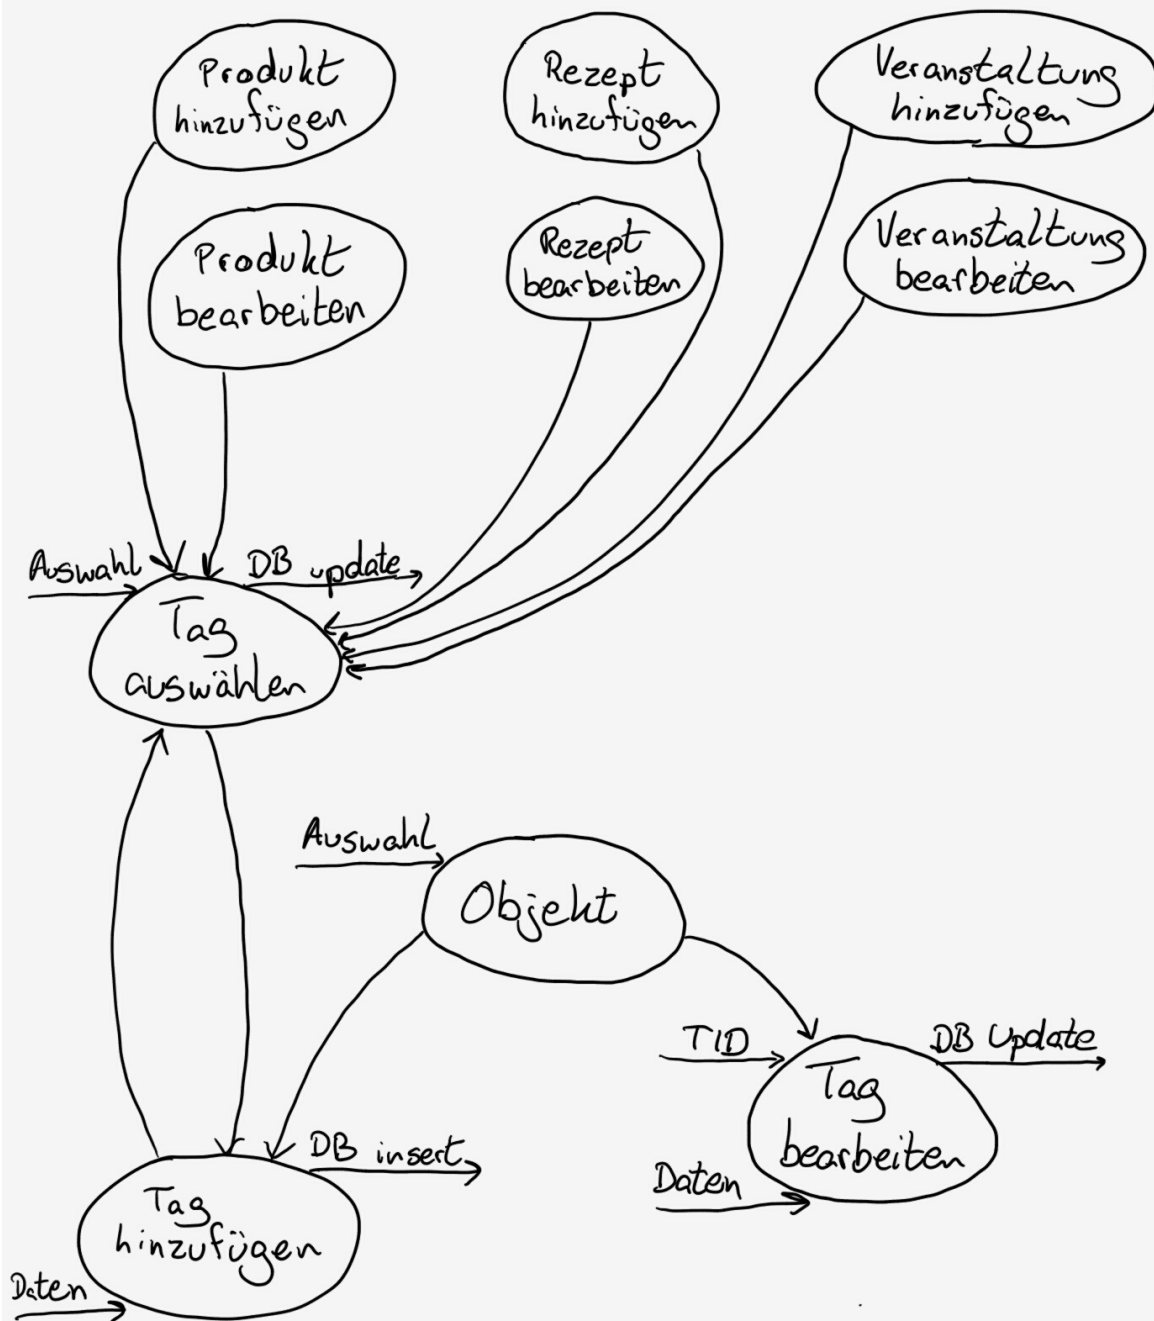 Produkt
hinzufügen
Rezept
hinzufügen
Veranstaltung
hinzufügen
Produkt
bearbeiten
Rezept
bearbeiten
Veranstaltung
bearbeiten
Auswahl
DB update
Tag
auswählen
Auswahl
Objekt
TID
DB Update
Tag
bearbeiten
Daten
DB insert
Tag
hinzufügen
Daten